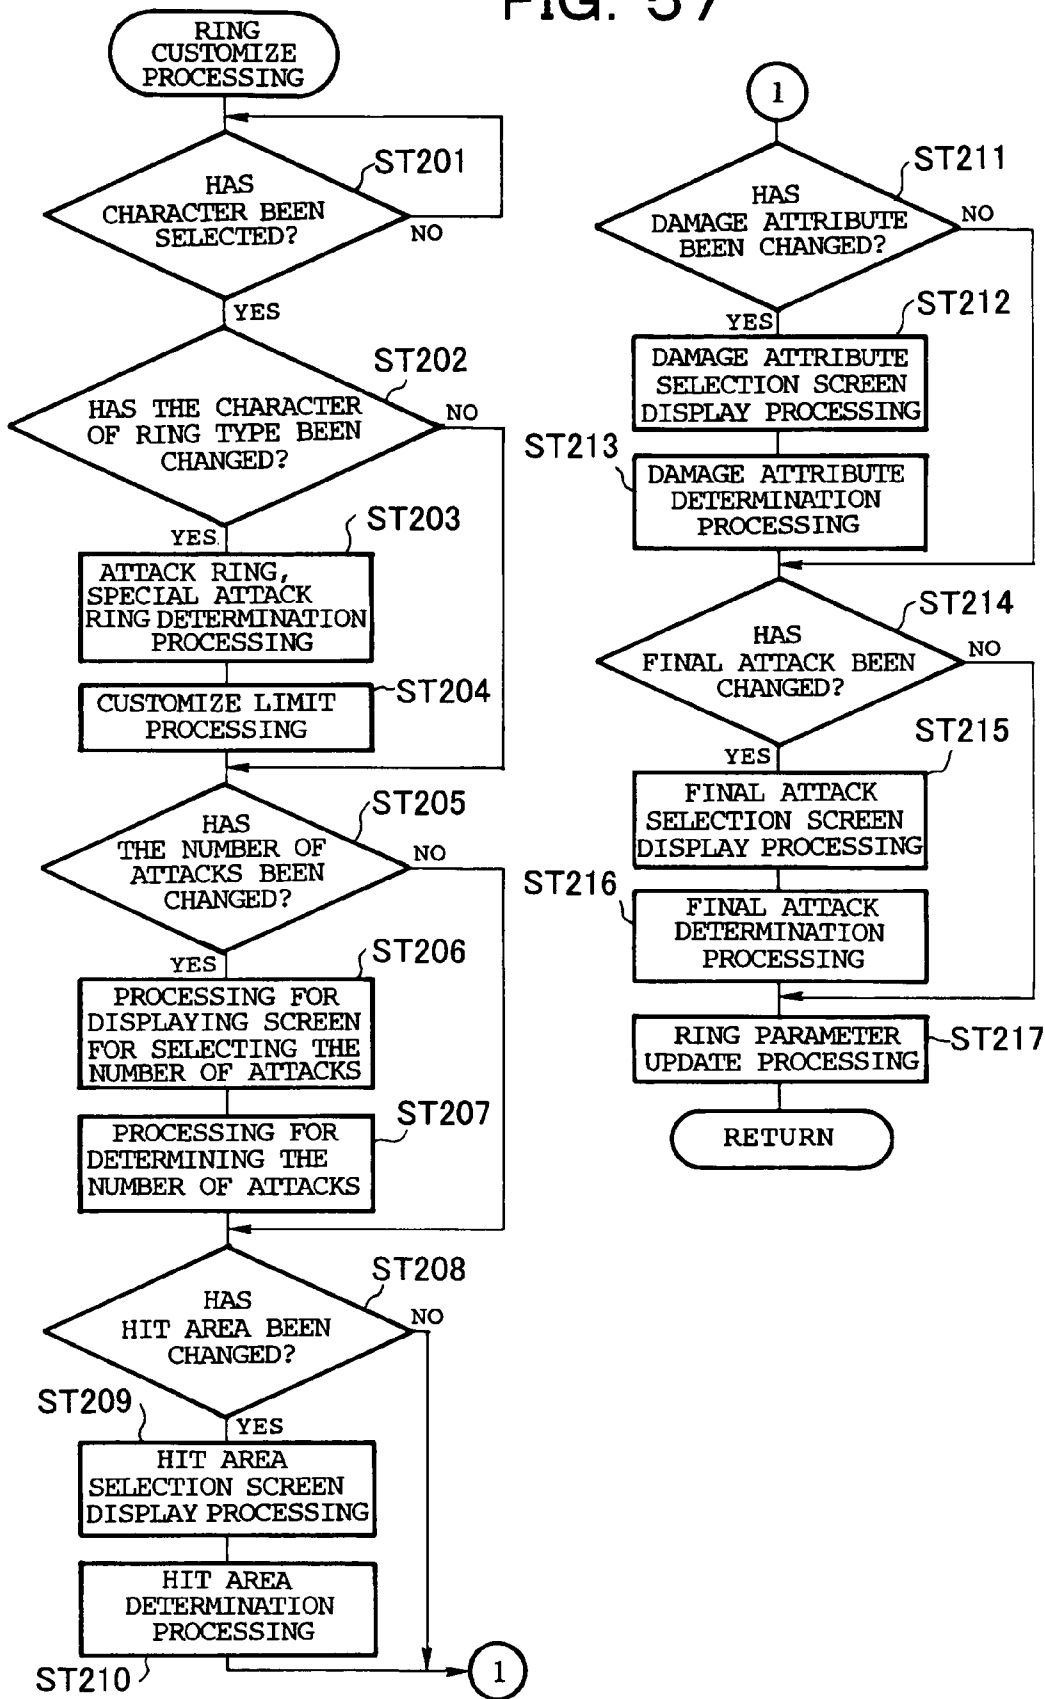 FIG. 57
RING
CUSTOMIZE
PROCESSING
ST201
HAS
CHARACTER BEEN
SELECTED?
NO
YES
ST202
HAS THE CHARACTER
OF RING TYPE BEEN
CHANGED?
NO
YES
ST203
ATTACK RING,
SPECIAL ATTACK
RING DETERMINATION
PROCESSING
CUSTOMIZE LIMIT
PROCESSING
ST204
ST205
HAS
THE NUMBER OF
ATTACKS BEEN
CHANGED?
NO
YES
ST206
PROCESSING FOR
DISPLAYING SCREEN
FOR SELECTING THE
NUMBER OF ATTACKS
ST207
PROCESSING FOR
DETERMINING THE
NUMBER OF ATTACKS
ST208
HAS
HIT AREA BEEN
CHANGED?
NO
ST209
YES
HIT AREA
SELECTION SCREEN
DISPLAY PROCESSING
HIT AREA
DETERMINATION
PROCESSING
ST210
1
1
ST211
HAS
DAMAGE ATTRIBUTE
BEEN CHANGED?
NO
YES
ST212
DAMAGE ATTRIBUTE
SELECTION SCREEN
DISPLAY PROCESSING
ST213
DAMAGE ATTRIBUTE
DETERMINATION
PROCESSING
ST214
HAS
FINAL ATTACK BEEN
CHANGED?
NO
YES
ST215
FINAL ATTACK
SELECTION SCREEN
DISPLAY PROCESSING
ST216
FINAL ATTACK
DETERMINATION
PROCESSING
RING PARAMETER
UPDATE PROCESSING
ST217
RETURN